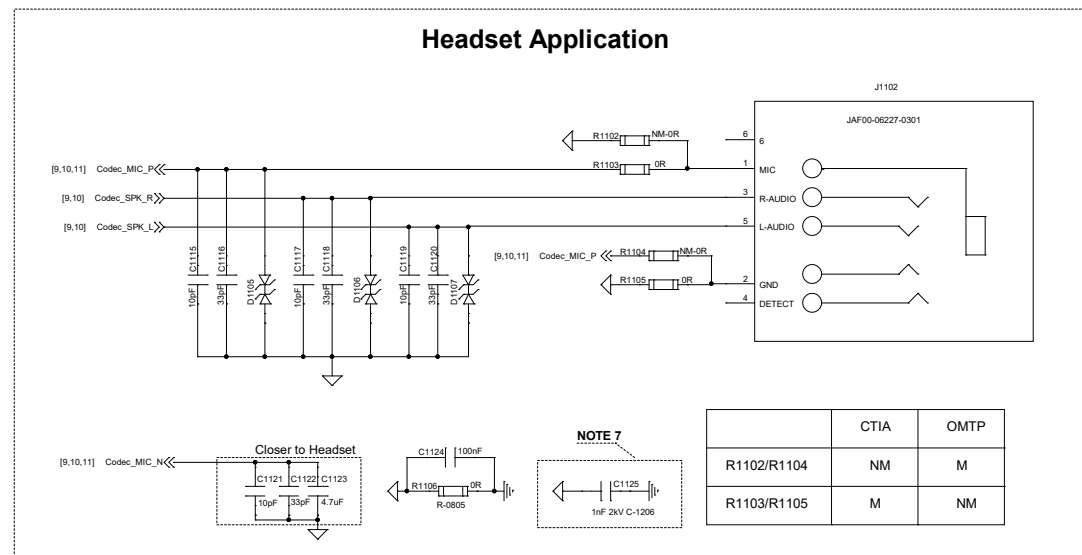 Headset Application
J1102
JAF00-06227-0301
R1102 NM-0R
6 6
[9,10,11] Codec_MIC_P
R1103 0R
1 MIC
[9,10] Codec_SPK_R
3 R-AUDIO
[9,10] Codec_SPK_L
5 L-AUDIO
C1115 10pF
C1116 33pF
D1105
C1117 10pF
C1118 33pF
D1106
C1119 10pF
C1120 33pF
D1107
[9,10,11] Codec_MIC_P
R1104 NM-0R
R1105 0R
2 GND
4 DETECT
[9,10,11] Codec_MIC_N
Closer to Headset
C1121 10pF
C1122 33pF
C1123 4.7uF
C1124 100nF
R1106 0R
R-0805
NOTE 7
C1125
1nF 2kV C-1206
CTIA OMTP
R1102/R1104 NM M
R1103/R1105 M NM